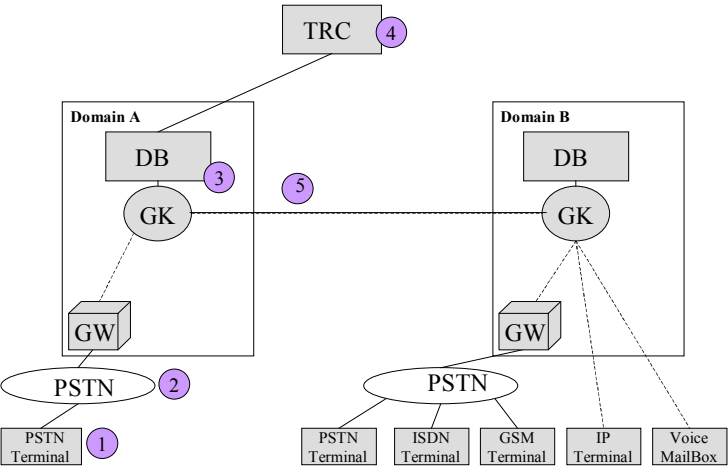 TRC
4
Domain A
Domain B
DB
3
DB
5
GK
GK
GW
GW
PSTN
2
PSTN
PSTN
Terminal
1
PSTN
Terminal
ISDN
Terminal
GSM
Terminal
IP
Terminal
Voice
MailBox